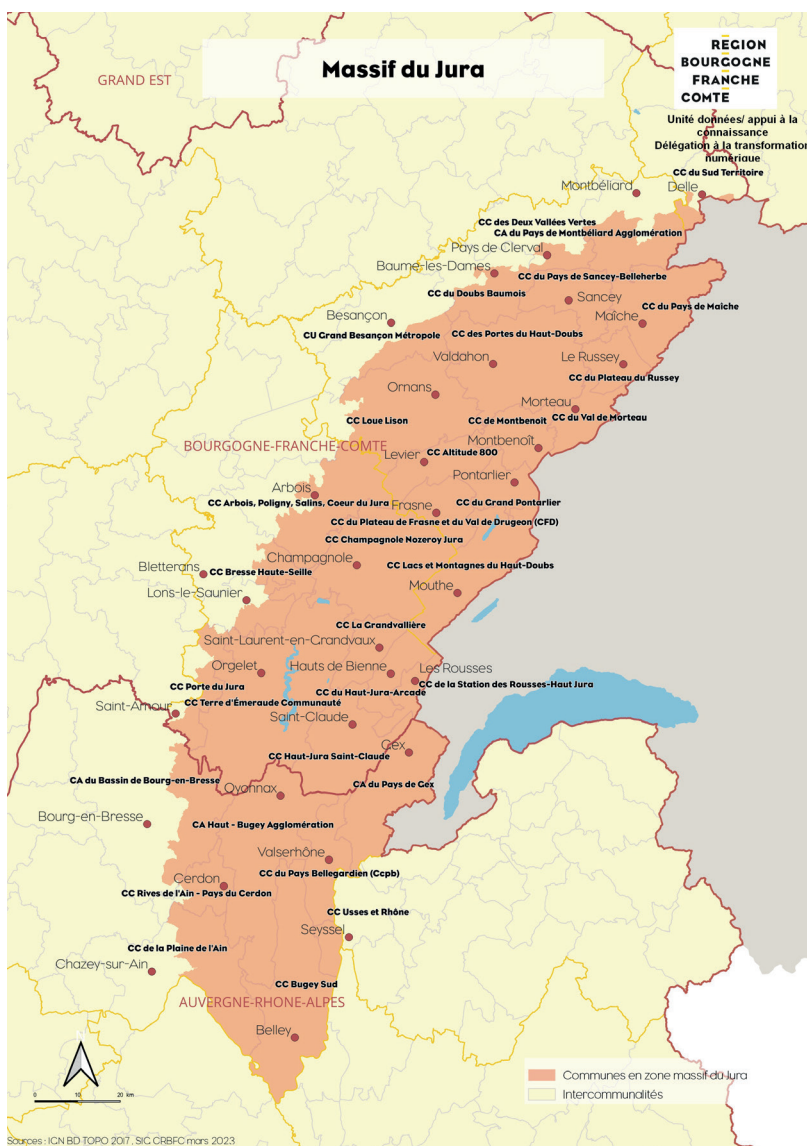 Massif du Jura
RÉGION
BOURGOGNE
FRANCHE
COMTÉ
Unité données/ appui à la
connaissance
Délégation à la transformation
numérique
GRAND EST
CC du Sud Territoire
Montbéliard
Delle
CC des Deux Vallées Vertes
CA du Pays de Montbéliard Agglomération
Pays de Clerval
Baume-les-Dames
CC du Pays de Sancey-Belleherbe
CC du Doubs Baumois
Sancey
CC du Pays de Maiche
Besançon
Maîche
CU Grand Besançon Métropole
CC des Portes du Haut-Doubs
Valdahon
Le Russey
CC du Plateau du Russey
Ornans
Morteau
CC du Val de Morteau
CC Loue Lison
CC de Montbenoit
BOURGOGNE-FRANCHE-COMTE
Montbenoît
CC Altitude 800
Levier
Pontarlier
Arbois
CC Arbois, Poligny, Salins, Coeur du Jura
CC du Grand Pontarlier
Frasne
CC du Plateau de Frasne et du Val de Drugeon (CFD)
CC Champagnole Nozeroy Jura
Champagnole
CC Lacs et Montagnes du Haut-Doubs
Bletterans
CC Bresse Haute-Seille
Mouthe
Lons-le-Saunier
CC La Grandvallière
Saint-Laurent-en-Grandvaux
Orgelet
Hauts de Bienne
Les Rousses
CC de la Station des Rousses-Haut Jura
CC Porte du Jura
CC du Haut-Jura-Arcade
CC Terre d'Émeraude Communauté
Saint-Amour
Saint-Claude
Gex
CC Haut-Jura Saint-Claude
CA du Bassin de Bourg-en-Bresse
CA du Pays de Gex
Oyonnax
Bourg-en-Bresse
CA Haut - Bugey Agglomération
Valserhône
CC du Pays Bellegardien (Ccpb)
Cerdon
CC Rives de l'Ain - Pays du Cerdon
CC Usses et Rhône
Seyssel
CC de la Plaine de l'Ain
Chazey-sur-Ain
CC Bugey Sud
AUVERGNE-RHONE-ALPES
Belley
N
0 10 20 km
Communes en zone massif du Jura
Intercommunalités
Sources : IGN BD TOPO 2017, SIG CRBFC mars 2023